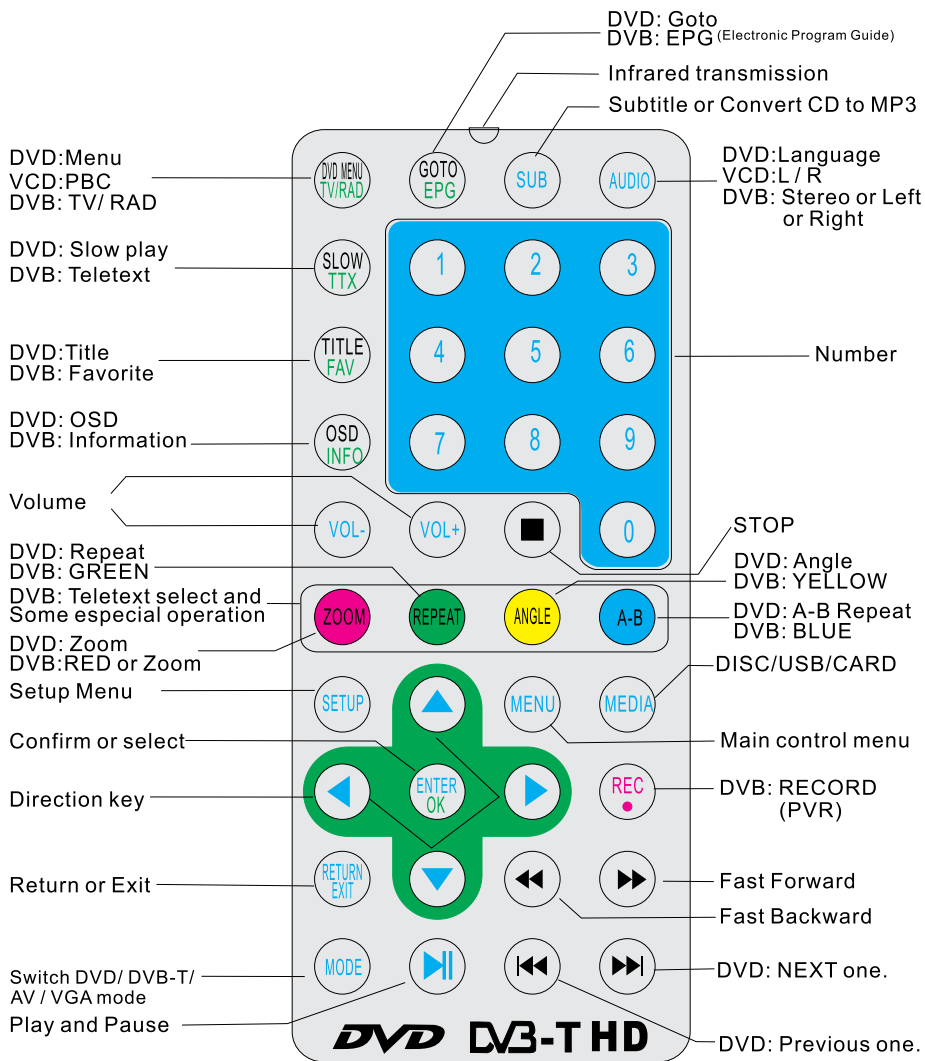 DVD: Goto
DVB: EPG (Electronic Program Guide)
Infrared transmission
Subtitle or Convert CD to MP3
DVD:Menu
VCD:PBC
DVB: TV/ RAD
DVD:Language
VCD:L / R
DVB: Stereo or Left
or Right
DVD MENU
TV/RAD
GOTO
EPG
SUB
AUDIO
DVD: Slow play
DVB: Teletext
SLOW
TTX
1
2
3
DVD:Title
DVB: Favorite
TITLE
FAV
4
5
6
Number
DVD: OSD
DVB: Information
OSD
INFO
7
8
9
Volume
VOL-
VOL+
0
STOP
DVD: Repeat
DVB: GREEN
DVB: Teletext select and
Some especial operation
DVD: Zoom
DVB:RED or Zoom
ZOOM
REPEAT
ANGLE
A-B
DVD: Angle
DVB: YELLOW
DVD: A-B Repeat
DVB: BLUE
DISC/USB/CARD
Setup Menu
SETUP
MENU
MEDIA
Main control menu
Confirm or select
Direction key
ENTER
OK
REC
DVB: RECORD
(PVR)
Return or Exit
RETURN
EXIT
Fast Forward
Fast Backward
Switch DVD/ DVB-T/
AV / VGA mode
MODE
DVD: NEXT one.
Play and Pause
DVD DVB-T HD
DVD: Previous one.